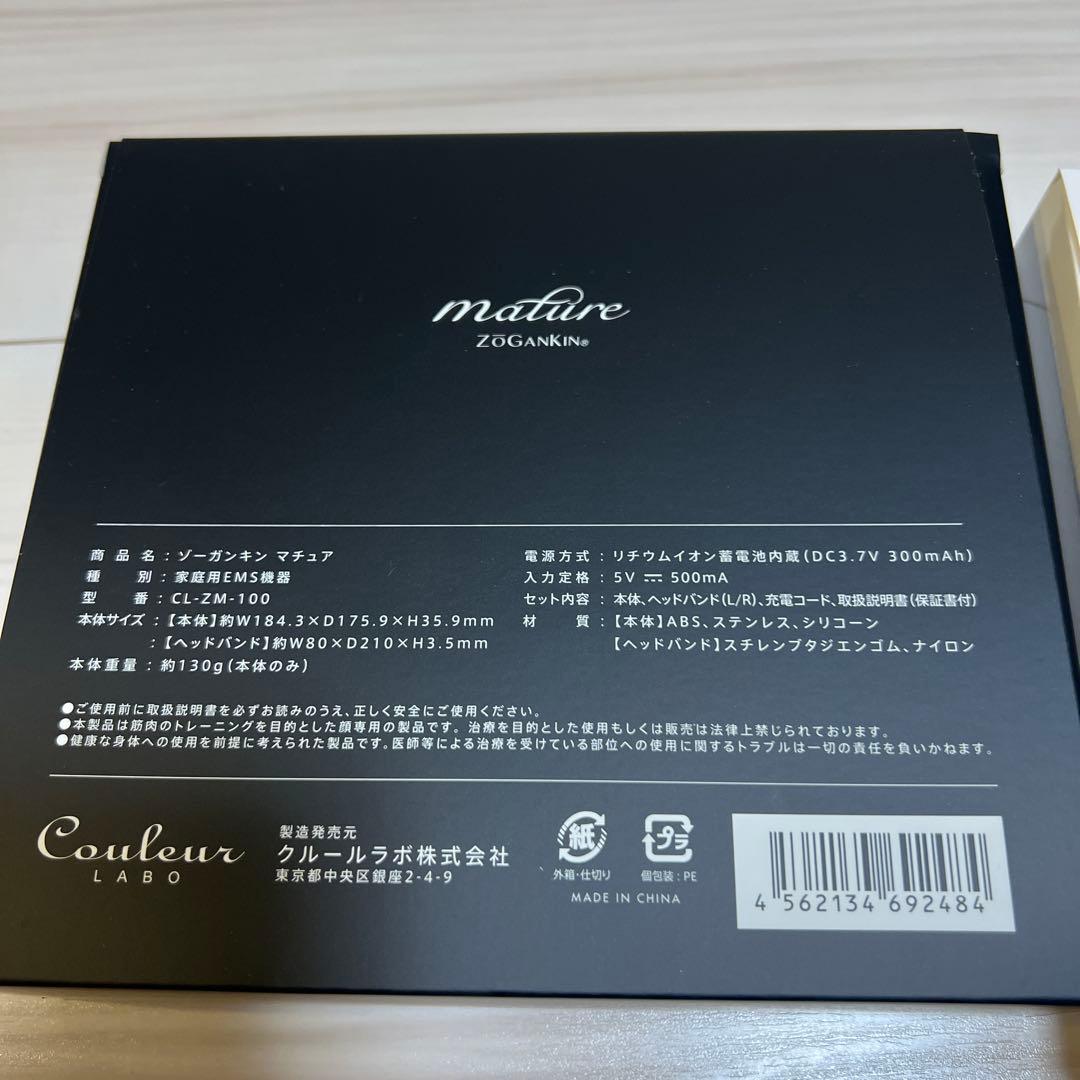 mature
ZōGANKIN®
商品名:ゾーガンキン マチュア
種別:家庭用EMS機器
型番:CL-ZM-100
本体サイズ:【本体】約W184.3×D175.9×H35.9mm
:【ヘッドバンド】約W80×D210×H3.5mm
本体重量:約130g(本体のみ)
電源方式:リチウムイオン蓄電池内蔵(DC3.7V 300mAh)
入力定格:5V ⎓ 500mA
セット内容:本体、ヘッドバンド(L/R)、充電コード、取扱説明書(保証書付)
材質:【本体】ABS、ステンレス、シリコーン
【ヘッドバンド】スチレンブタジエンゴム、ナイロン
●ご使用前に取扱説明書を必ずお読みのうえ、正しく安全にご使用ください。
●本製品は筋肉のトレーニングを目的とした顔専用の製品です。治療を目的とした使用もしくは販売は法律上禁じられております。
●健康な身体への使用を前提に考えられた製品です。医師等による治療を受けている部位への使用に関するトラブルは一切の責任を負いかねます。
Couleur
LABO
製造発売元
クルールラボ株式会社
東京都中央区銀座2-4-9
紙
外箱・仕切り
プラ
個包装:PE
MADE IN CHINA
4 562134 692484